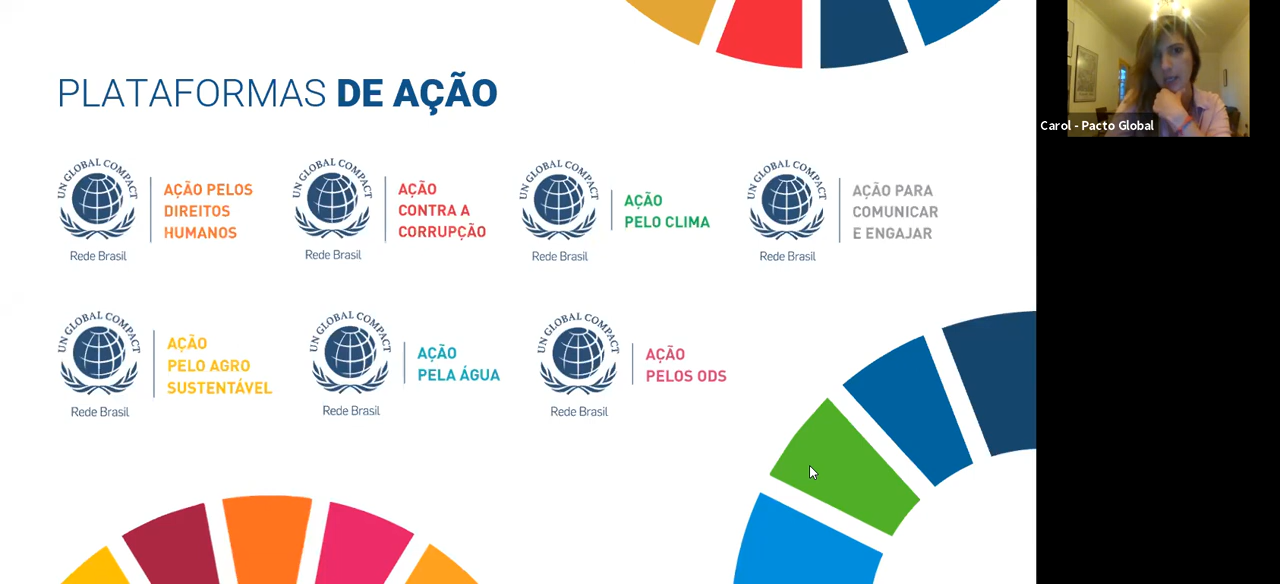 PLATAFORMAS DE AÇÃO
Carol - Pacto Global
UN GLOBAL COMPACT
Rede Brasil
AÇÃO PELOS
DIREITOS
HUMANOS
UN GLOBAL COMPACT
Rede Brasil
AÇÃO
CONTRA A
CORRUPÇÃO
UN GLOBAL COMPACT
Rede Brasil
AÇÃO
PELO CLIMA
UN GLOBAL COMPACT
Rede Brasil
AÇÃO PARA
COMUNICAR
E ENGAJAR
UN GLOBAL COMPACT
Rede Brasil
AÇÃO
PELO AGRO
SUSTENTÁVEL
UN GLOBAL COMPACT
Rede Brasil
AÇÃO
PELA ÁGUA
UN GLOBAL COMPACT
Rede Brasil
AÇÃO
PELOS ODS